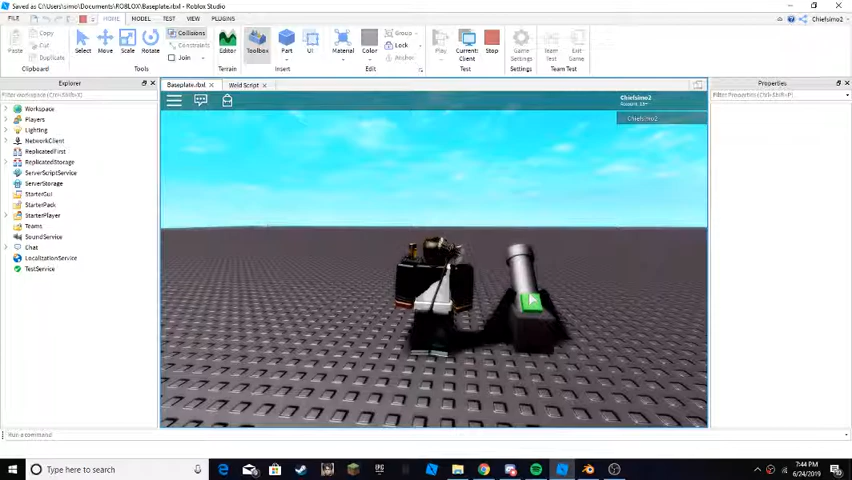 Saved as C:\Users\simo\Documents\ROBLOX\Baseplate.rbxl - Roblox Studio
FILE HOME MODEL TEST VIEW PLUGINS
Chiefsimo2
Paste Copy Cut Duplicate
Clipboard
Select Move Scale Rotate
Collisions Constraints Join
Tools
Editor
Terrain
Toolbox Part UI
Insert
Material Color
Group Lock Anchor
Edit
Play Current: Client Stop
Test
Game Settings
Settings
Team Test Exit Game
Team Test
Explorer
Baseplate.rbxl Weld Script
Properties
Filter workspace (Ctrl+Shift+X)
Filter Properties (Ctrl+Shift+P)
Workspace
Players
Lighting
NetworkClient
ReplicatedFirst
ReplicatedStorage
ServerScriptService
ServerStorage
StarterGui
StarterPack
StarterPlayer
Teams
SoundService
Chat
LocalizationService
TestService
Chiefsimo2
Account: 13+
Chiefsimo2
Run a command
Type here to search
EPIC
7:44 PM
6/24/2019